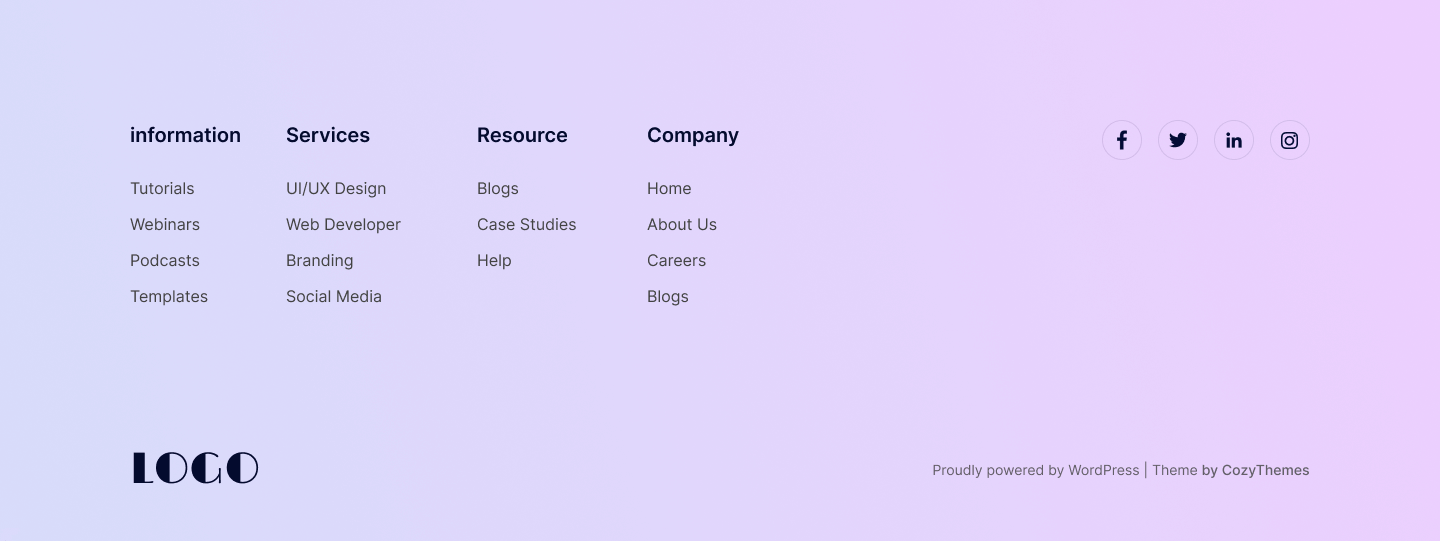 information
Tutorials
Webinars
Podcasts
Templates
Services
UI/UX Design
Web Developer
Branding
Social Media
Resource
Blogs
Case Studies
Help
Company
Home
About Us
Careers
Blogs
LOGO
Proudly powered by WordPress | Theme by CozyThemes